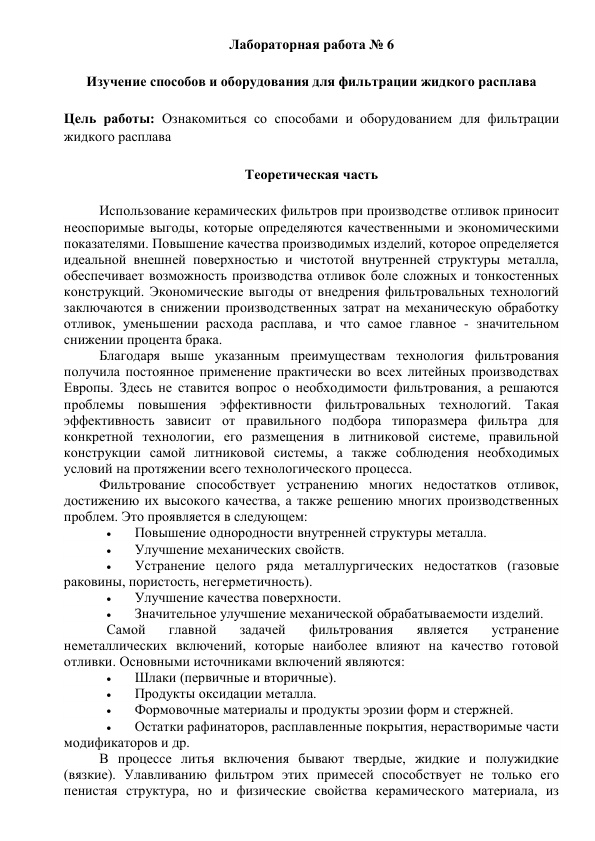 Лабораторная работа № 6
Изучение способов и оборудования для фильтрации жидкого расплава
Цель работы: Ознакомиться со способами и оборудованием для фильтрации
жидкого расплава
Теоретическая часть
Использование керамических фильтров при производстве отливок приносит
неоспоримые выгоды, которые определяются качественными и экономическими
показателями. Повышение качества производимых изделий, которое определяется
идеальной внешней поверхностью и чистотой внутренней структуры металла,
обеспечивает возможность производства отливок боле сложных и тонкостенных
конструкций. Экономические выгоды от внедрения фильтровальных технологий
заключаются в снижении производственных затрат на механическую обработку
отливок, уменьшении расхода расплава, и что самое главное - значительном
снижении процента брака.
Благодаря выше указанным преимуществам технология фильтрования
получила постоянное применение практически во всех литейных производствах
Европы. Здесь не ставится вопрос о необходимости фильтрования, а решаются
проблемы повышения эффективности фильтровальных технологий. Такая
эффективность зависит от правильного подбора типоразмера фильтра для
конкретной технологии, его размещения в литниковой системе, правильной
конструкции самой литниковой системы, а также соблюдения необходимых
условий на протяжении всего технологического процесса.
Фильтрование способствует устранению многих недостатков отливок,
достижению их высокого качества, а также решению многих производственных
проблем. Это проявляется в следующем:
• Повышение однородности внутренней структуры металла.
• Улучшение механических свойств.
• Устранение целого ряда металлургических недостатков (газовые
раковины, пористость, негерметичность).
• Улучшение качества поверхности.
• Значительное улучшение механической обрабатываемости изделий.
Самой главной задачей фильтрования является устранение
неметаллических включений, которые наиболее влияют на качество готовой
отливки. Основными источниками включений являются:
• Шлаки (первичные и вторичные).
• Продукты оксидации металла.
• Формовочные материалы и продукты эрозии форм и стержней.
• Остатки рафинаторов, расплавленные покрытия, нерастворимые части
модификаторов и др.
В процессе литья включения бывают твердые, жидкие и полужидкие
(вязкие). Улавливанию фильтром этих примесей способствует не только его
пенистая структура, но и физические свойства керамического материала, из